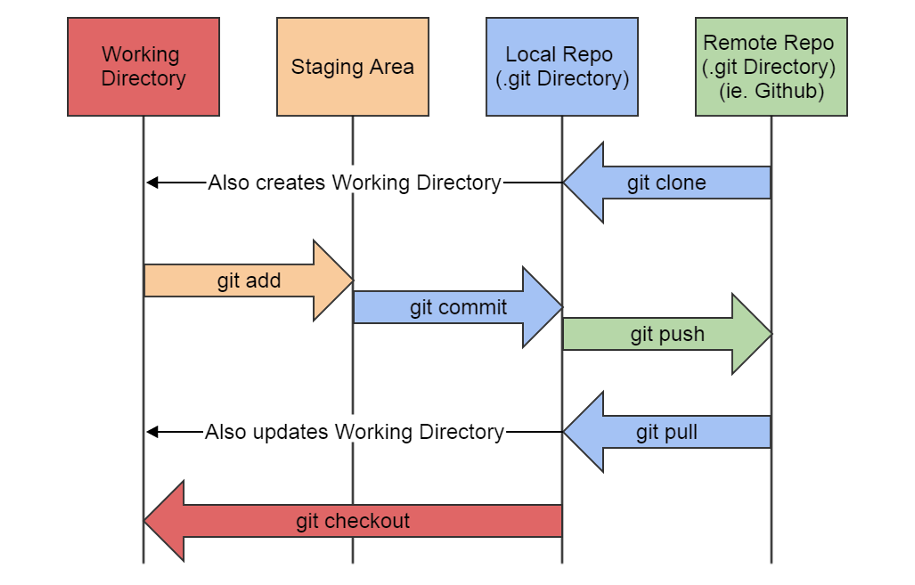 Working
Directory
Staging Area
Local Repo
(.git Directory)
Remote Repo
(.git Directory)
(ie. Github)
Also creates Working Directory
git clone
git add
git commit
git push
Also updates Working Directory
git pull
git checkout